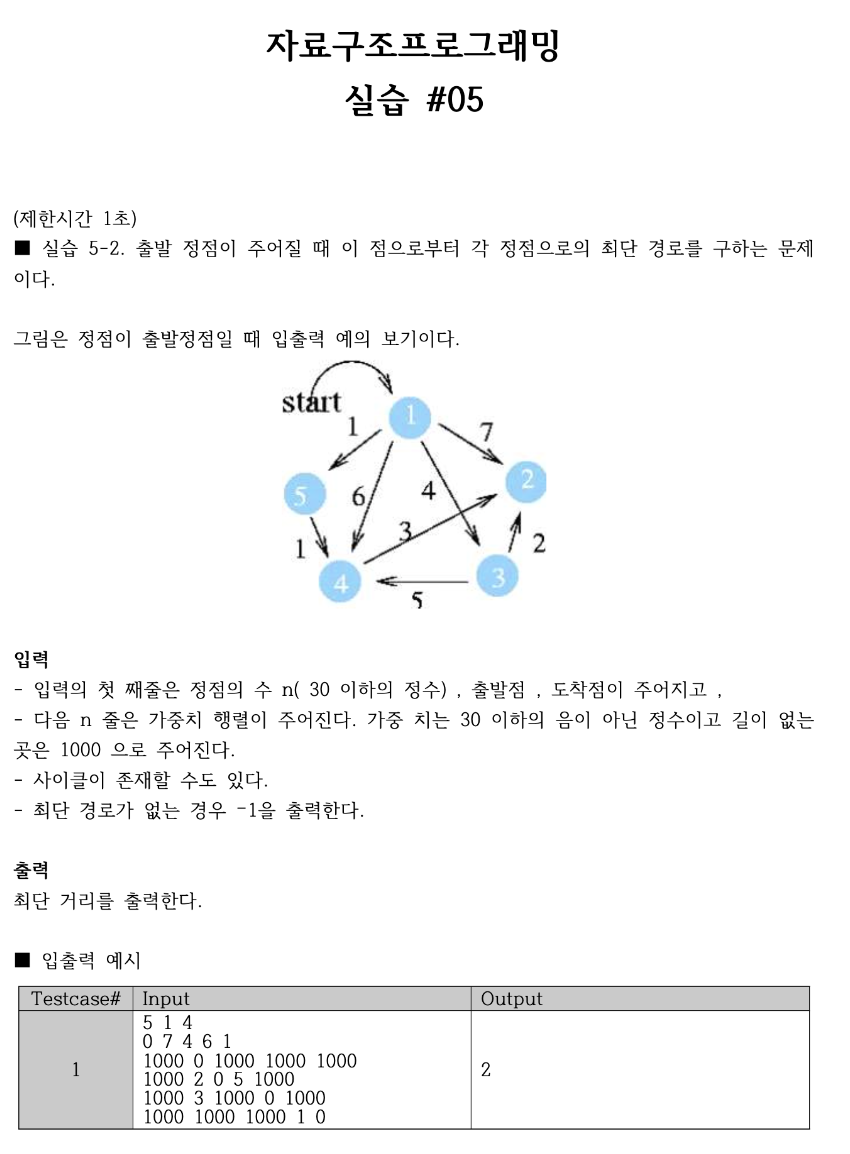 자료구조프로그래밍
실습 #05
(제한시간 1초)
■ 실습 5-2. 출발 정점이 주어질 때 이 점으로부터 각 정점으로의 최단 경로를 구하는 문제
이다.
그림은 정점이 출발정점일 때 입출력 예의 보기이다.
start
1
1
7
5
6
4
2
3
1
2
4
3
5
입력
- 입력의 첫 째줄은 정점의 수 n( 30 이하의 정수) , 출발점 , 도착점이 주어지고 ,
- 다음 n 줄은 가중치 행렬이 주어진다. 가중 치는 30 이하의 음이 아닌 정수이고 길이 없는
곳은 1000 으로 주어진다.
- 사이클이 존재할 수도 있다.
- 최단 경로가 없는 경우 -1을 출력한다.
출력
최단 거리를 출력한다.
■ 입출력 예시
Testcase# Input Output
1
5 1 4
0 7 4 6 1
1000 0 1000 1000 1000
1000 2 0 5 1000
1000 3 1000 0 1000
1000 1000 1000 1 0
2